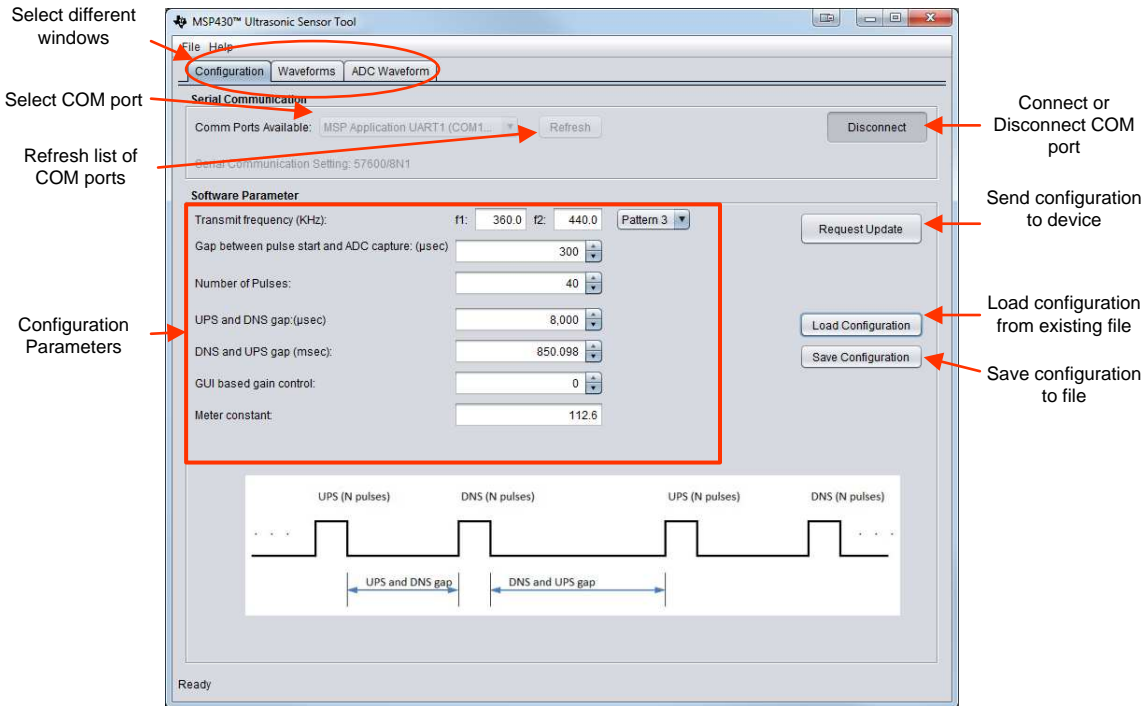 Select different
windows
MSP430™ Ultrasonic Sensor Tool
File Help
Configuration Waveforms ADC Waveform
Serial Communication
Select COM port
Comm Ports Available: MSP Application UART1 (COM1... Refresh Disconnect
Connect or
Disconnect COM
port
Refresh list of
COM ports
Serial Communication Setting: 57600/8N1
Software Parameter
Transmit frequency (KHz): f1: 360.0 f2: 440.0 Pattern 3
Request Update
Send configuration
to device
Gap between pulse start and ADC capture: (µsec) 300
Number of Pulses: 40
Configuration
Parameters
UPS and DNS gap:(µsec) 8,000
Load Configuration
Load configuration
from existing file
DNS and UPS gap (msec): 850.098
Save Configuration
Save configuration
to file
GUI based gain control: 0
Meter constant: 112.6
UPS (N pulses) DNS (N pulses) UPS (N pulses) DNS (N pulses)
. . . . . .
UPS and DNS gap DNS and UPS gap
Ready